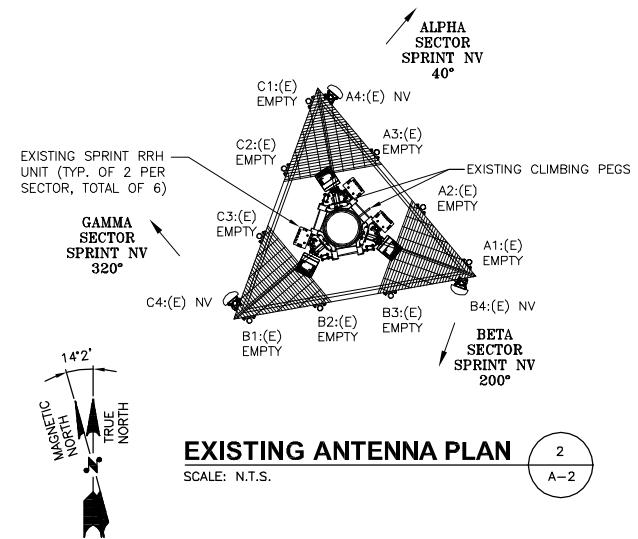 ALPHA
SECTOR
SPRINT NV
40°
C1:(E)
EMPTY
A4:(E) NV
C2:(E)
EMPTY
A3:(E)
EMPTY
EXISTING SPRINT RRH
UNIT (TYP. OF 2 PER
SECTOR, TOTAL OF 6)
EXISTING CLIMBING PEGS
A2:(E)
EMPTY
GAMMA
SECTOR
SPRINT NV
320°
C3:(E)
EMPTY
A1:(E)
EMPTY
C4:(E) NV
B4:(E) NV
B1:(E)
EMPTY
B2:(E)
EMPTY
B3:(E)
EMPTY
BETA
SECTOR
SPRINT NV
200°
14°2'
MAGNETIC
NORTH
TRUE
NORTH
N
EXISTING ANTENNA PLAN
SCALE: N.T.S.
2
A-2